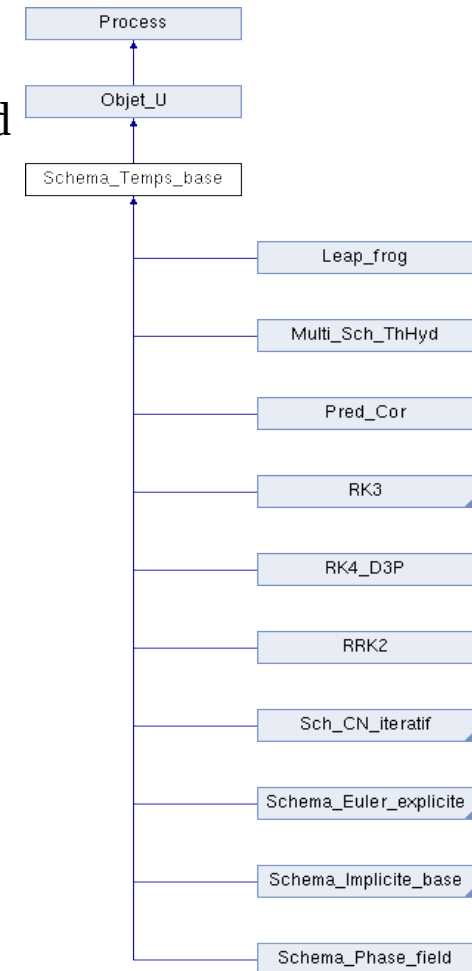 Process
Objet_U
Schema_Temps_base
Leap_frog
Multi_Sch_ThHyd
Pred_Cor
RK3
RK4_D3P
RRK2
Sch_CN_iteratif
Schema_Euler_explicite
Schema_Implicite_base
Schema_Phase_field